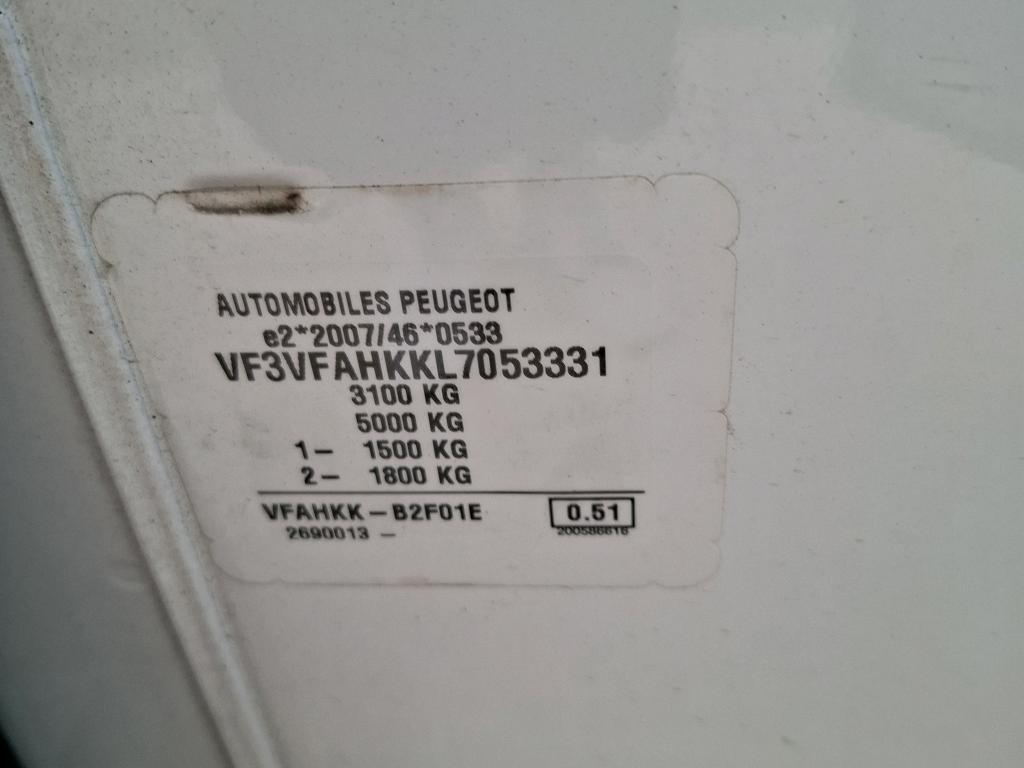 AUTOMOBILES PEUGEOT
e2*2007/46*0533
VF3VFAHKKL7053331
3100 KG
5000 KG
1– 1500 KG
2– 1800 KG
VFAHKK – B2F01E 0.51
2690013 – 200586616